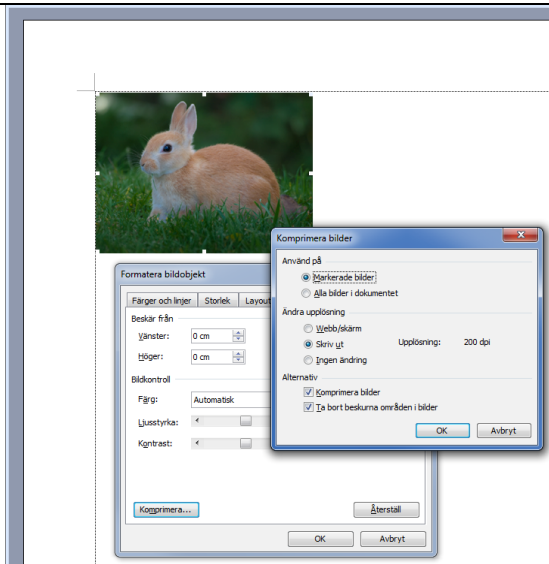 Komprimera bilder
Använd på
Markerade bilder
Alla bilder i dokumentet
Ändra upplösning
Webb/skärm
Skriv ut Upplösning: 200 dpi
Ingen ändring
Alternativ
Komprimera bilder
Ta bort beskurna områden i bilder
OK Avbryt
Formatera bildobjekt
Färger och linjer Storlek Layout
Beskär från
Vänster: 0 cm
Höger: 0 cm
Bildkontroll
Färg: Automatisk
Ljusstyrka:
Kontrast:
Komprimera... Återställ
OK Avbryt